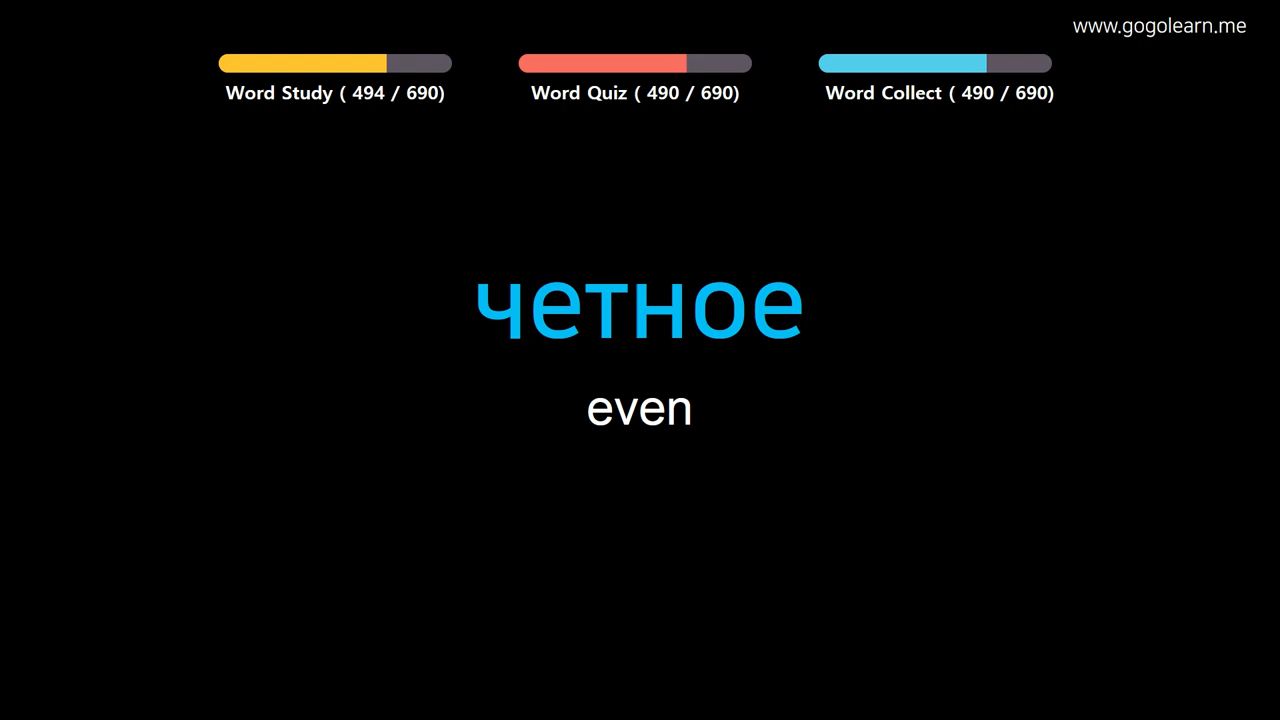 www.gogolearn.me
Word Study ( 494 / 690)
Word Quiz ( 490 / 690)
Word Collect ( 490 / 690)
четное
even